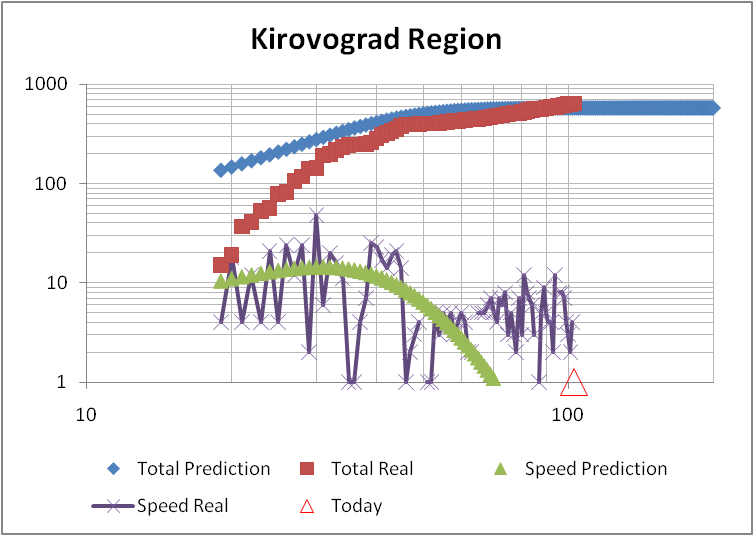 Kirovograd Region
1000
100
10
1
10 100
Total Prediction Total Real Speed Prediction
Speed Real Today